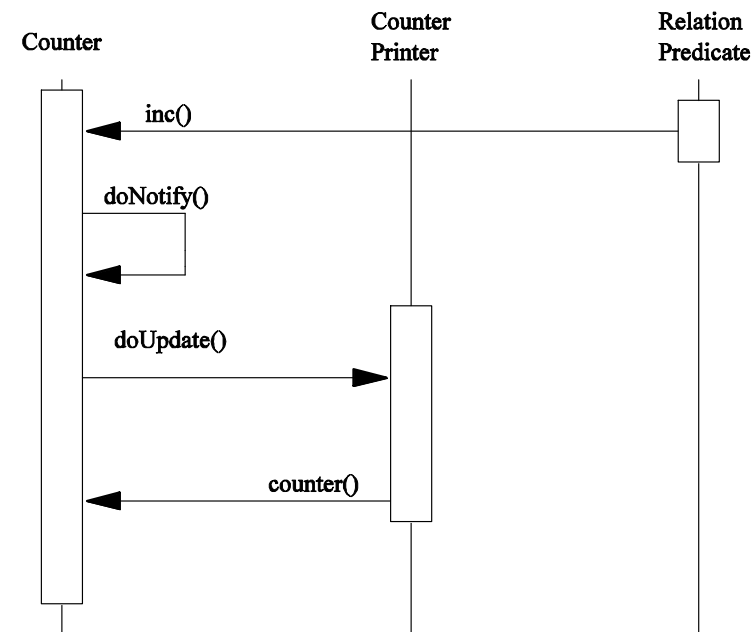 Counter
Counter
Printer
Relation
Predicate
inc()
doNotify()
doUpdate()
counter()